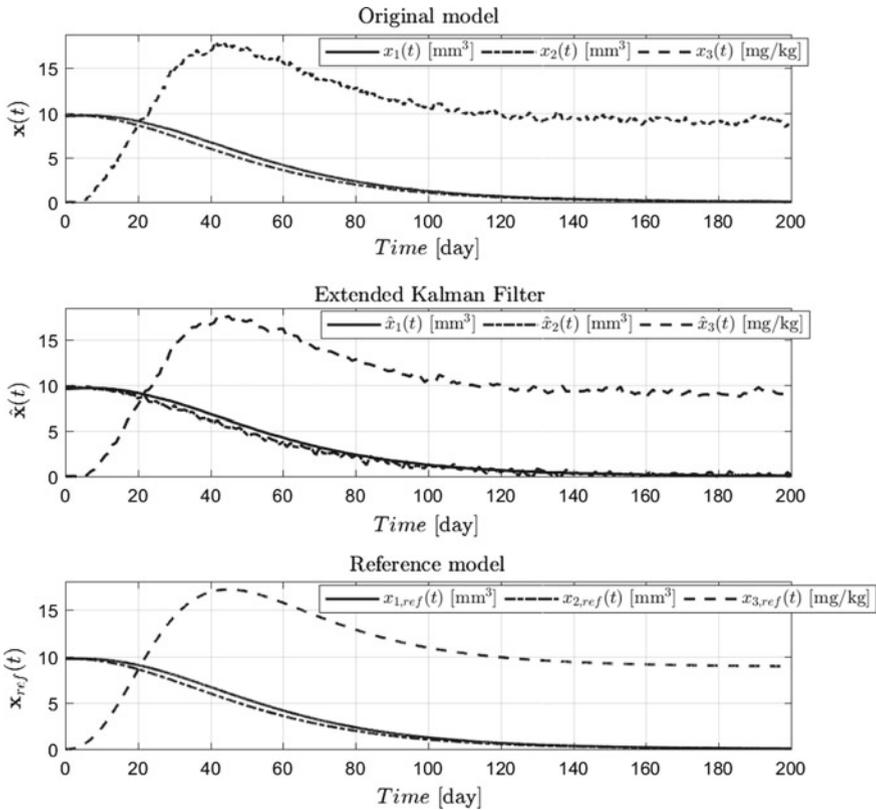 Original model
x₁(t) [mm³] x₂(t) [mm³] x₃(t) [mg/kg]
x(t)
15
10
5
0
0 20 40 60 80 100 120 140 160 180 200
Time [day]
Extended Kalman Filter
x̂₁(t) [mm³] x̂₂(t) [mm³] x̂₃(t) [mg/kg]
x̂(t)
15
10
5
0
0 20 40 60 80 100 120 140 160 180 200
Time [day]
Reference model
x₁,ref(t) [mm³] x₂,ref(t) [mm³] x₃,ref(t) [mg/kg]
x_ref(t)
15
10
5
0
0 20 40 60 80 100 120 140 160 180 200
Time [day]